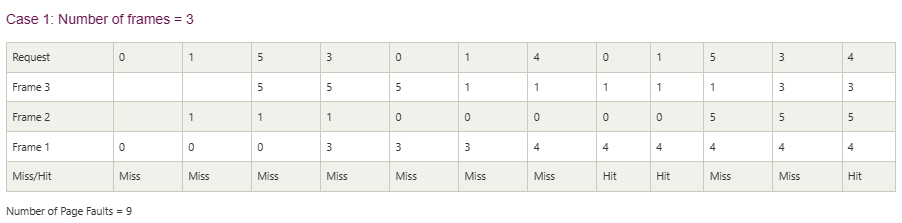 Case 1: Number of frames = 3
Request 0 1 5 3 0 1 4 0 1 5 3 4
Frame 3 5 5 5 1 1 1 1 1 3 3
Frame 2 1 1 1 0 0 0 0 0 5 5 5
Frame 1 0 0 0 3 3 3 4 4 4 4 4 4
Miss/Hit Miss Miss Miss Miss Miss Miss Miss Hit Hit Miss Miss Hit
Number of Page Faults = 9